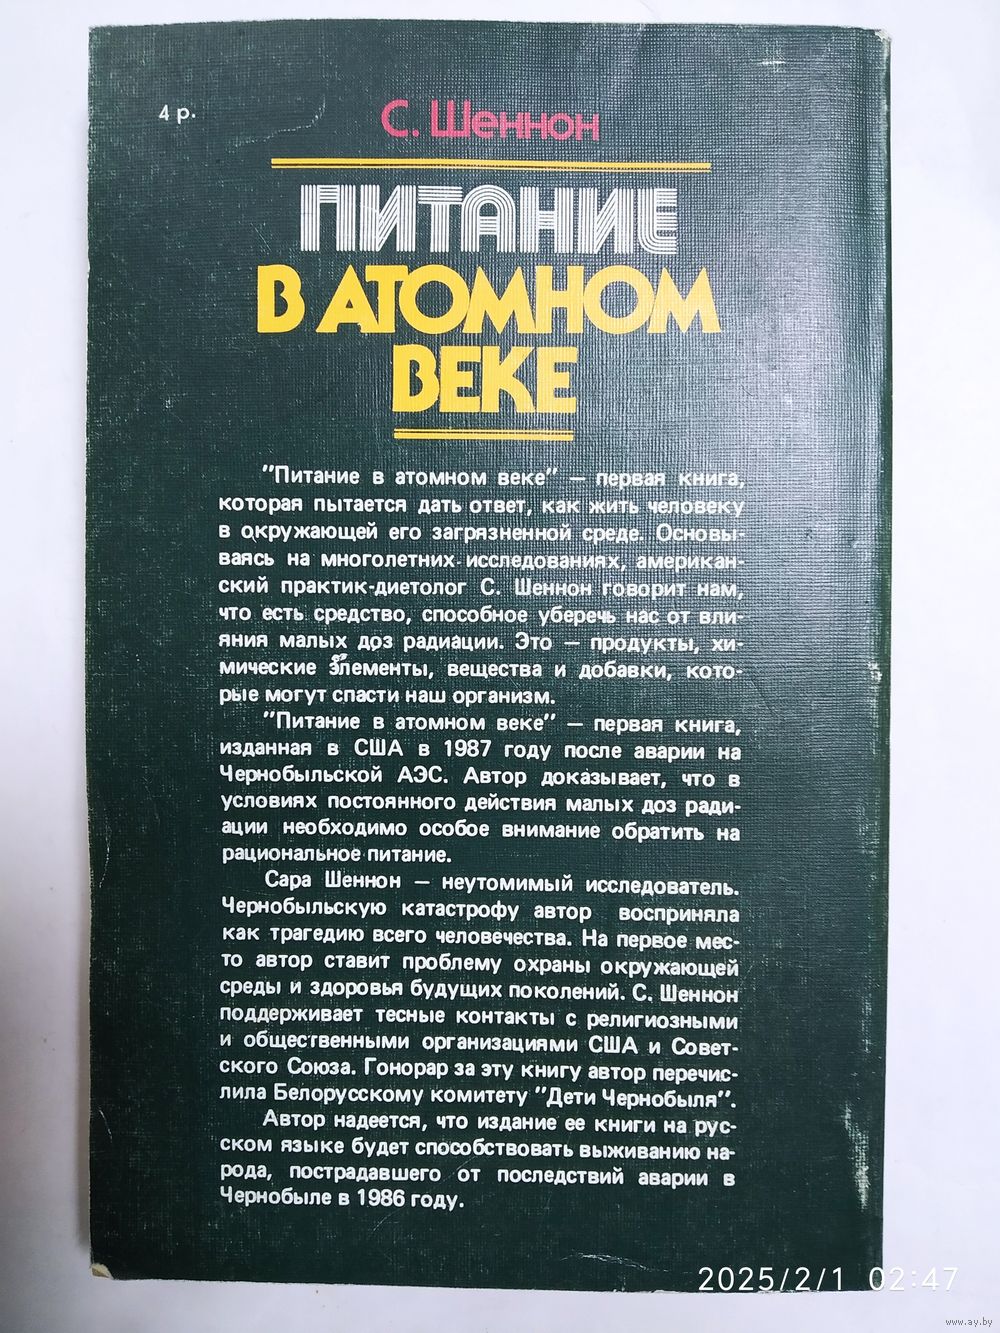 4 р.
С. Шеннон
ПИТАНИЕ
В АТОМНОМ
ВЕКЕ
"Питание в атомном веке" — первая книга,
которая пытается дать ответ, как жить человеку
в окружающей его загрязненной среде. Основы-
ваясь на многолетних исследованиях, американ-
ский практик-диетолог С. Шеннон говорит нам,
что есть средство, способное уберечь нас от вли-
яния малых доз радиации. Это — продукты, хи-
мические элементы, вещества и добавки, кото-
рые могут спасти наш организм.
"Питание в атомном веке" — первая книга,
изданная в США в 1987 году после аварии на
Чернобыльской АЭС. Автор доказывает, что в
условиях постоянного действия малых доз ради-
ации необходимо особое внимание обратить на
рациональное питание.
Сара Шеннон — неутомимый исследователь.
Чернобыльскую катастрофу автор восприняла
как трагедию всего человечества. На первое мес-
то автор ставит проблему охраны окружающей
среды и здоровья будущих поколений. С. Шеннон
поддерживает тесные контакты с религиозными
и общественными организациями США и Совет-
ского Союза. Гонорар за эту книгу автор перечис-
лила Белорусскому комитету "Дети Чернобыля".
Автор надеется, что издание ее книги на рус-
ском языке будет способствовать выживанию на-
рода, пострадавшего от последствий аварии в
Чернобыле в 1986 году.
2025/2/1 02:47
www.ay.by